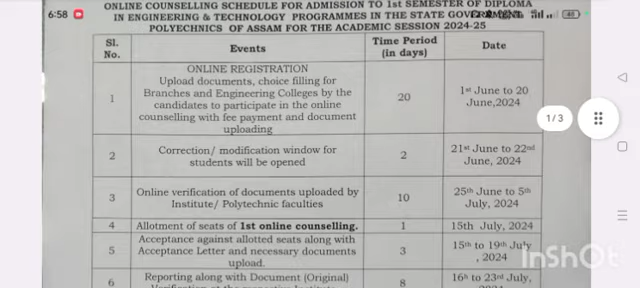 ONLINE COUNSELLING SCHEDULE FOR ADMISSION TO 1st SEMESTER OF DIPLOMA
6:58
IN ENGINEERING & TECHNOLOGY PROGRAMMES IN THE STATE GOVERNMENT
POLYTECHNICS OF ASSAM FOR THE ACADEMIC SESSION 2024-25
Sl. No. Events Time Period (in days) Date
ONLINE REGISTRATION
Upload documents, choice filling for
Branches and Engineering Colleges by the
candidates to participate in the online
counselling with fee payment and document
uploading
1 20 1st June to 20
June,2024
1/3
2 Correction/ modification window for
students will be opened
2 21st June to 22nd
June, 2024
3 Online verification of documents uploaded by
Institute/ Polytechnic faculties
10 25th June to 5th
July, 2024
4 Allotment of seats of 1st online counselling. 1 15th July, 2024
5 Acceptance against allotted seats along with
Acceptance Letter and necessary documents
upload.
3 15th to 19th July
, 2024
InShOt
6 Reporting along with Document (Original)
8 16h to 23rd July,